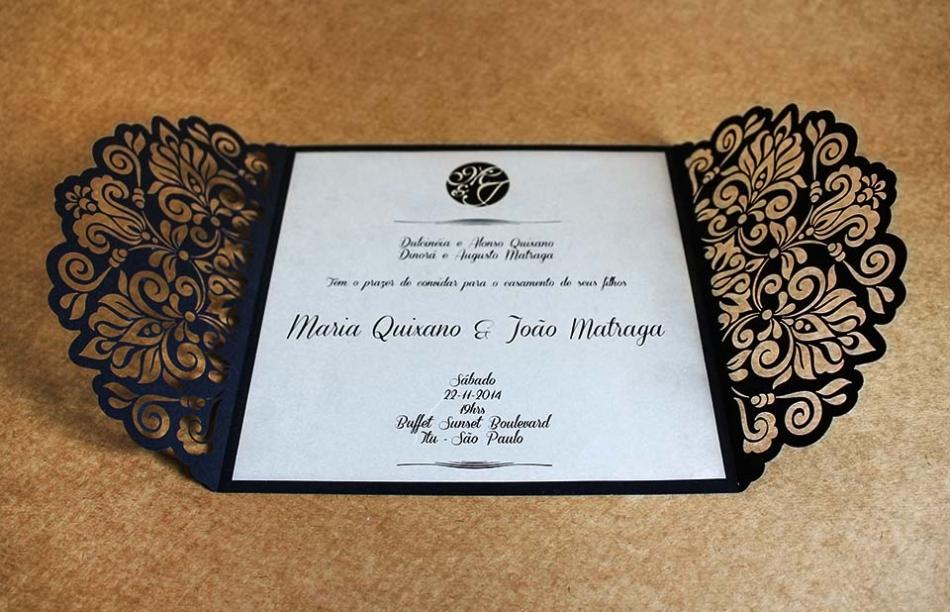 M & J
Dulcinéia e Alonso Quixano
Dinorá e Augusto Matraga
Têm o prazer de convidar para o casamento de seus filhos
Maria Quixano & João Matraga
Sábado
22-11-2014
19hrs
Buffet Sunset Boulevard
Itu - São Paulo